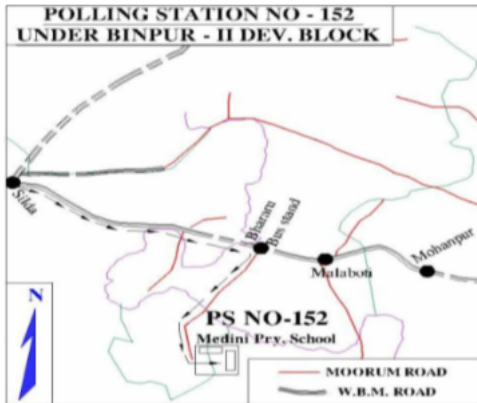 POLLING STATION NO - 152
UNDER BINPUR - II DEV. BLOCK
Silda
Bharam
Bus stand
Malabon
Mohanpur
N
PS NO-152
Medini Pry. School
MOORUM ROAD
W.B.M. ROAD